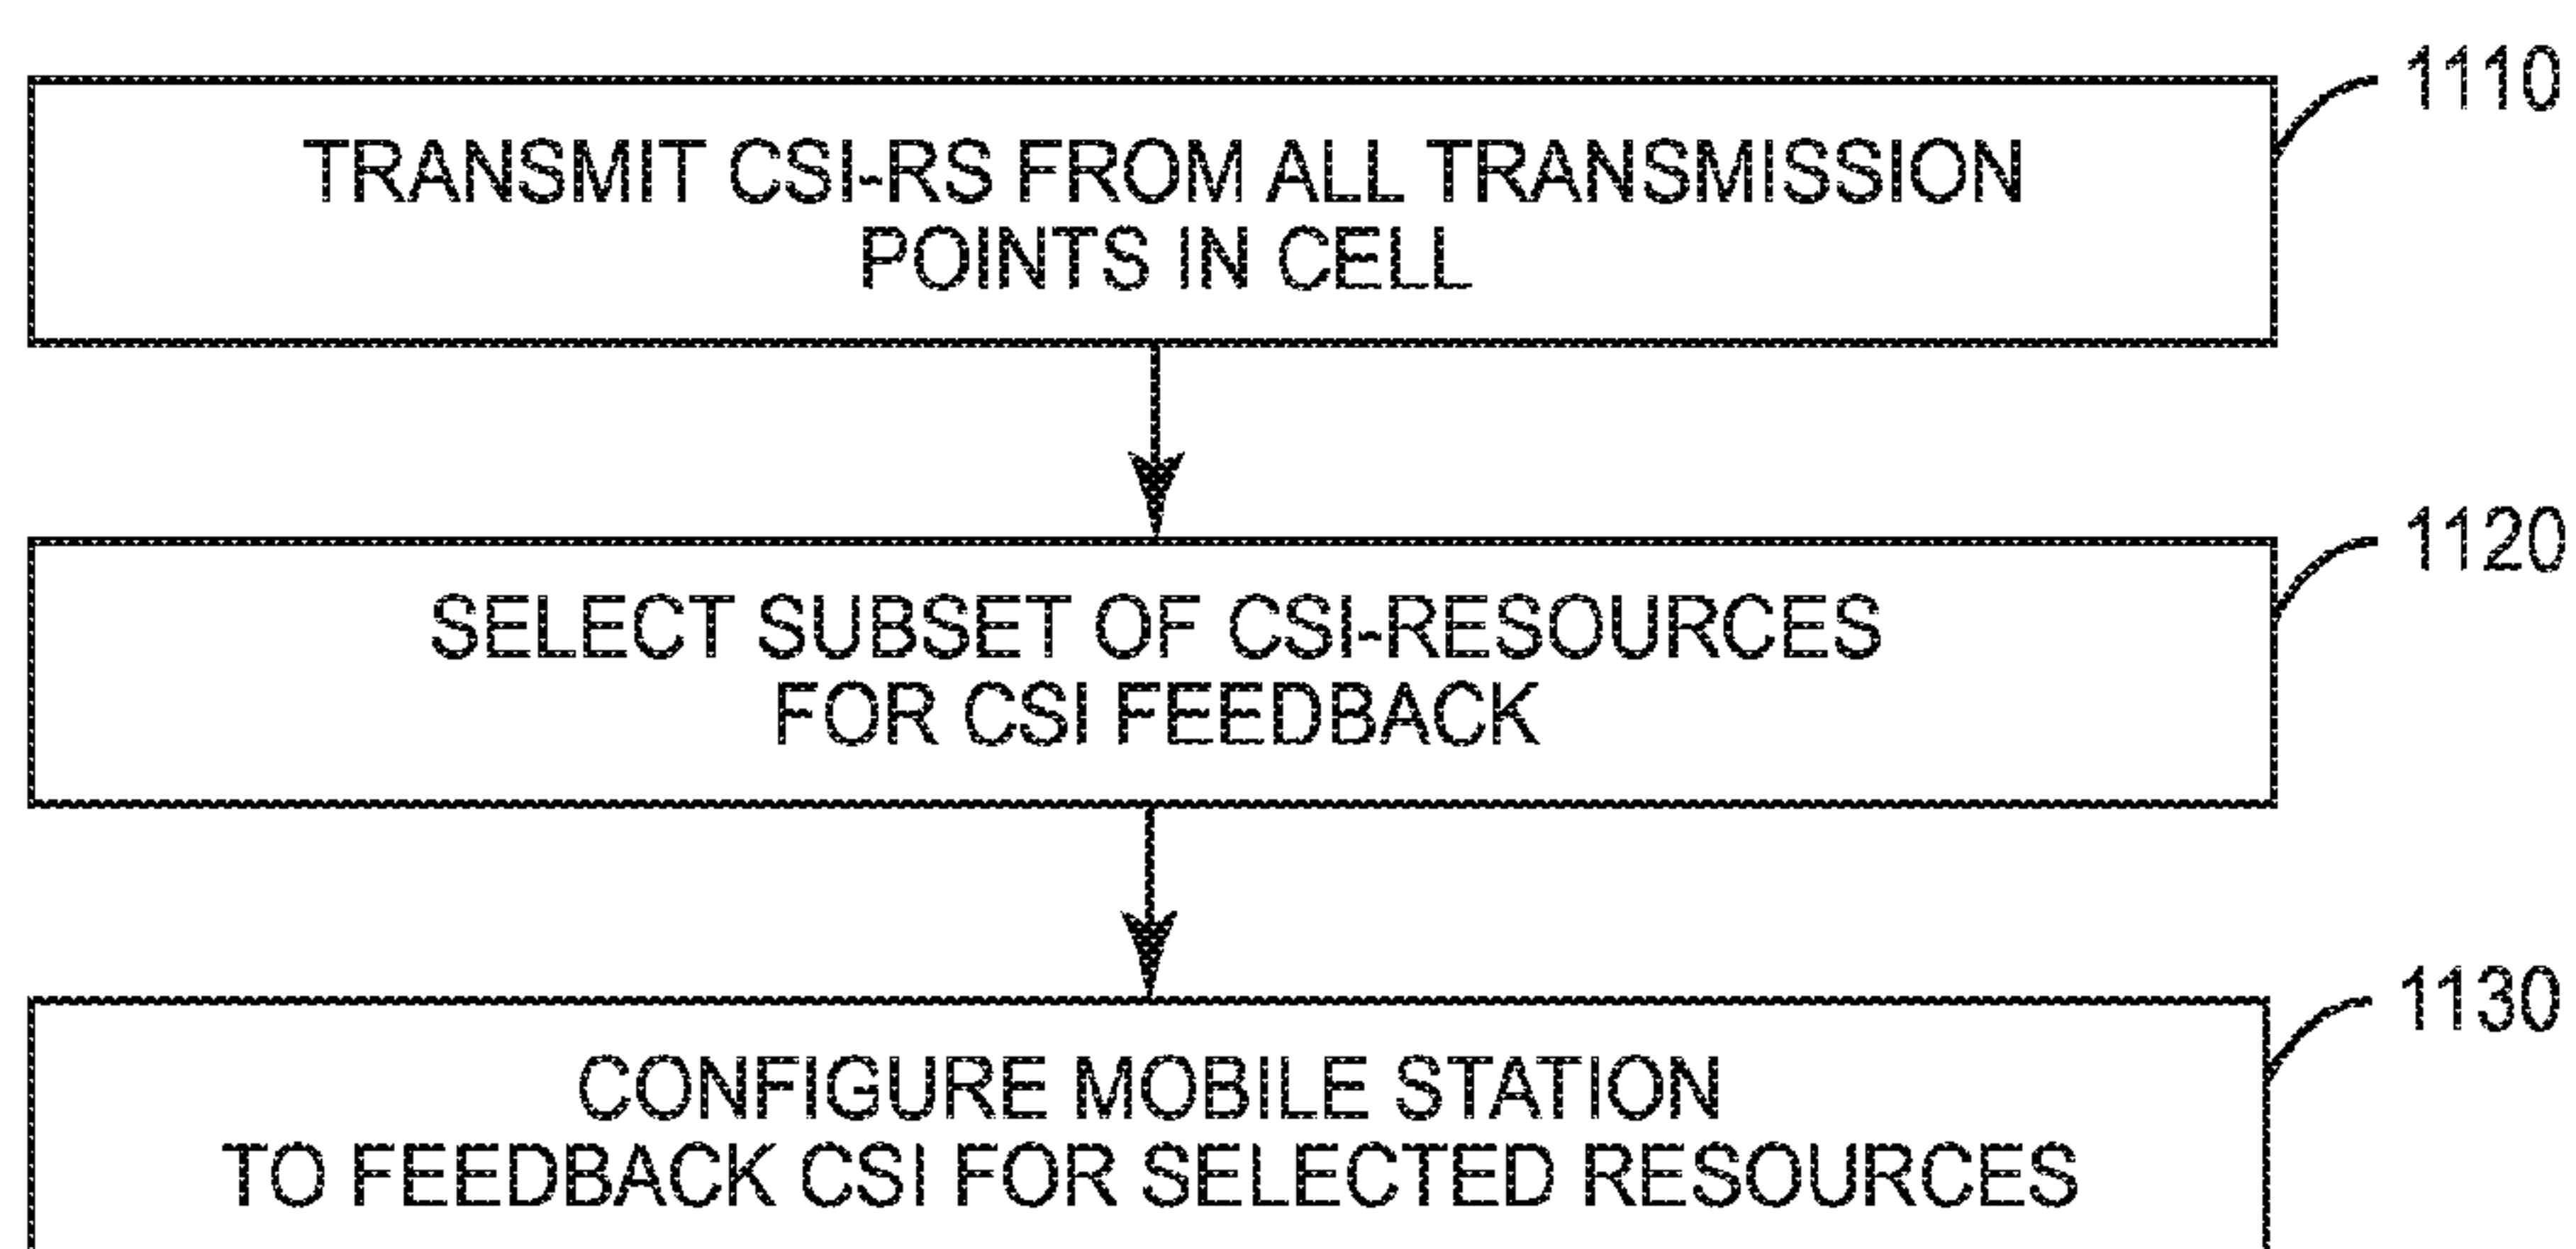 1110
TRANSMIT CSI-RS FROM ALL TRANSMISSION
POINTS IN CELL
1120
SELECT SUBSET OF CSI-RESOURCES
FOR CSI FEEDBACK
1130
CONFIGURE MOBILE STATION
TO FEEDBACK CSI FOR SELECTED RESOURCES